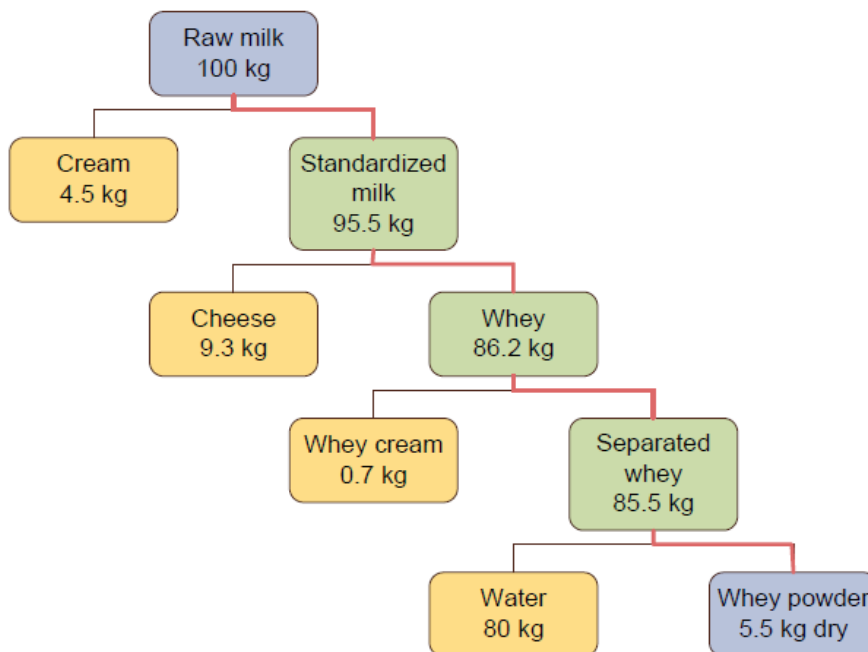 Raw milk
100 kg
Cream
4.5 kg
Standardized
milk
95.5 kg
Cheese
9.3 kg
Whey
86.2 kg
Whey cream
0.7 kg
Separated
whey
85.5 kg
Water
80 kg
Whey powder
5.5 kg dry